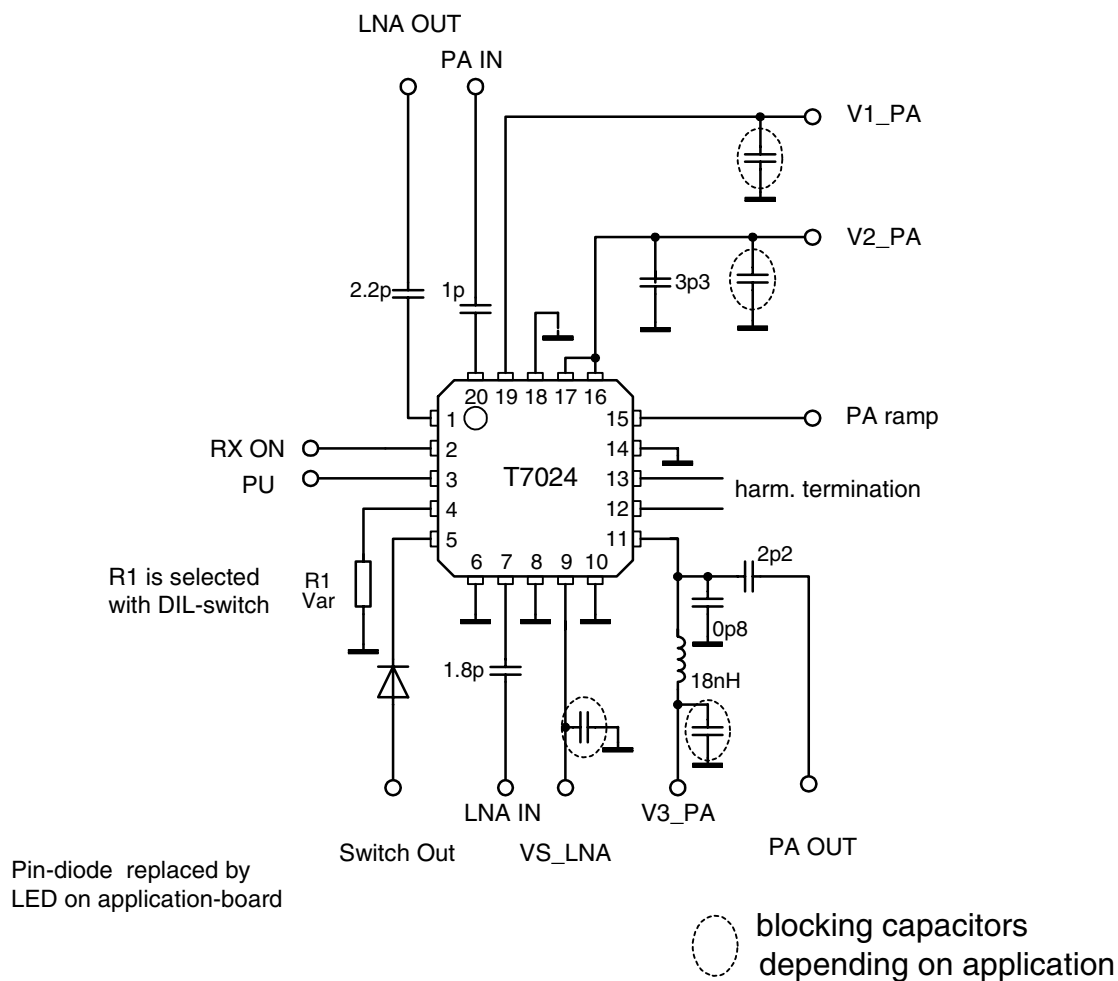 LNA OUT
PA IN
V1_PA
V2_PA
2.2p
1p
3p3
20
19
18
17
16
1
15
PA ramp
RX ON
2
14
PU
3
T7024
13
harm. termination
4
12
5
11
6
7
8
9
10
2p2
R1 is selected
with DIL-switch
R1
Var
0p8
1.8p
18nH
LNA IN
V3_PA
Switch Out
VS_LNA
PA OUT
Pin-diode replaced by
LED on application-board
blocking capacitors
depending on application